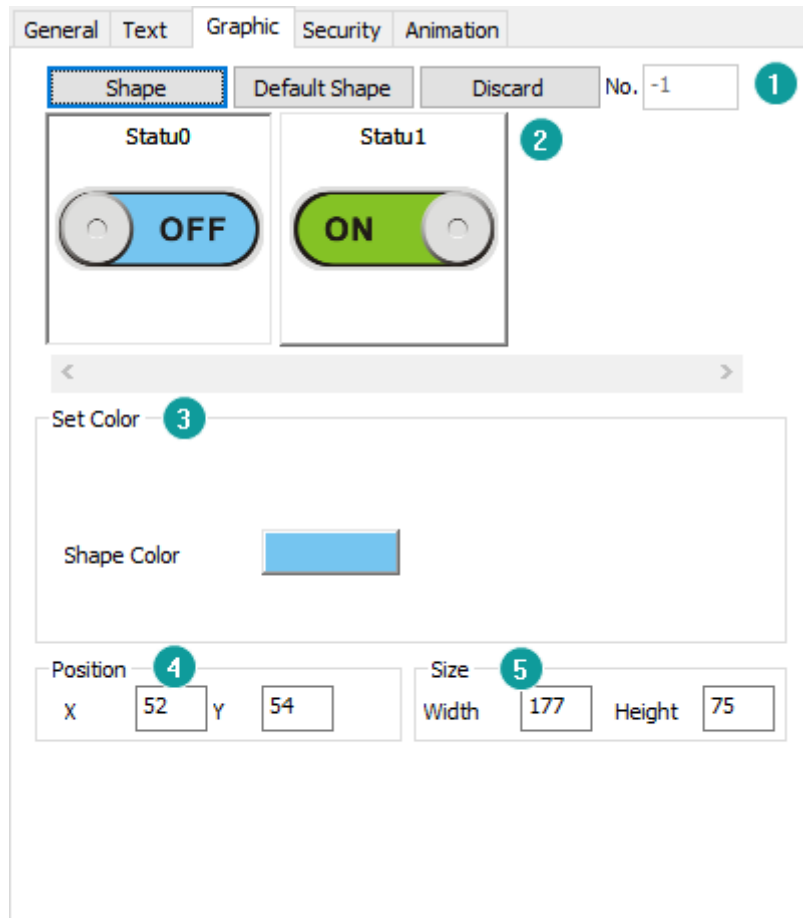 General Text Graphic Security Animation
Shape Default Shape Discard No. -1 1
Statu0 Statu1 2
OFF ON
Set Color 3
Shape Color
Position 4 Size 5
X 52 Y 54 Width 177 Height 75